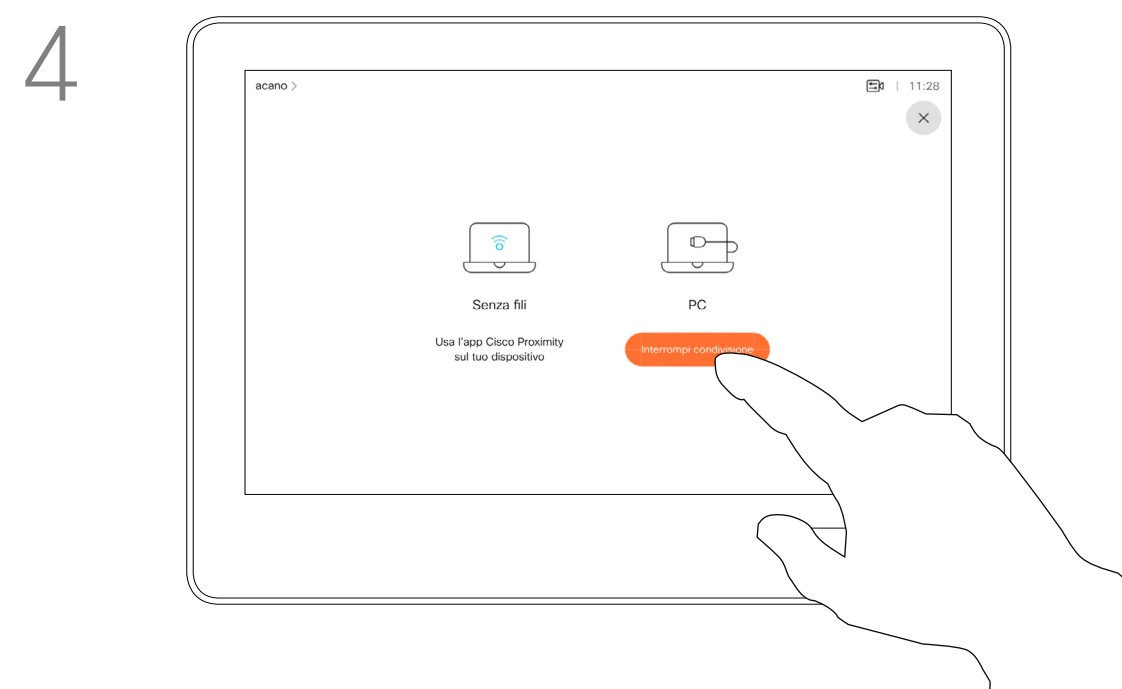 4
acano >
11:28
Senza fili
PC
Usa l'app Cisco Proximity
sul tuo dispositivo
Interrompi condivisione